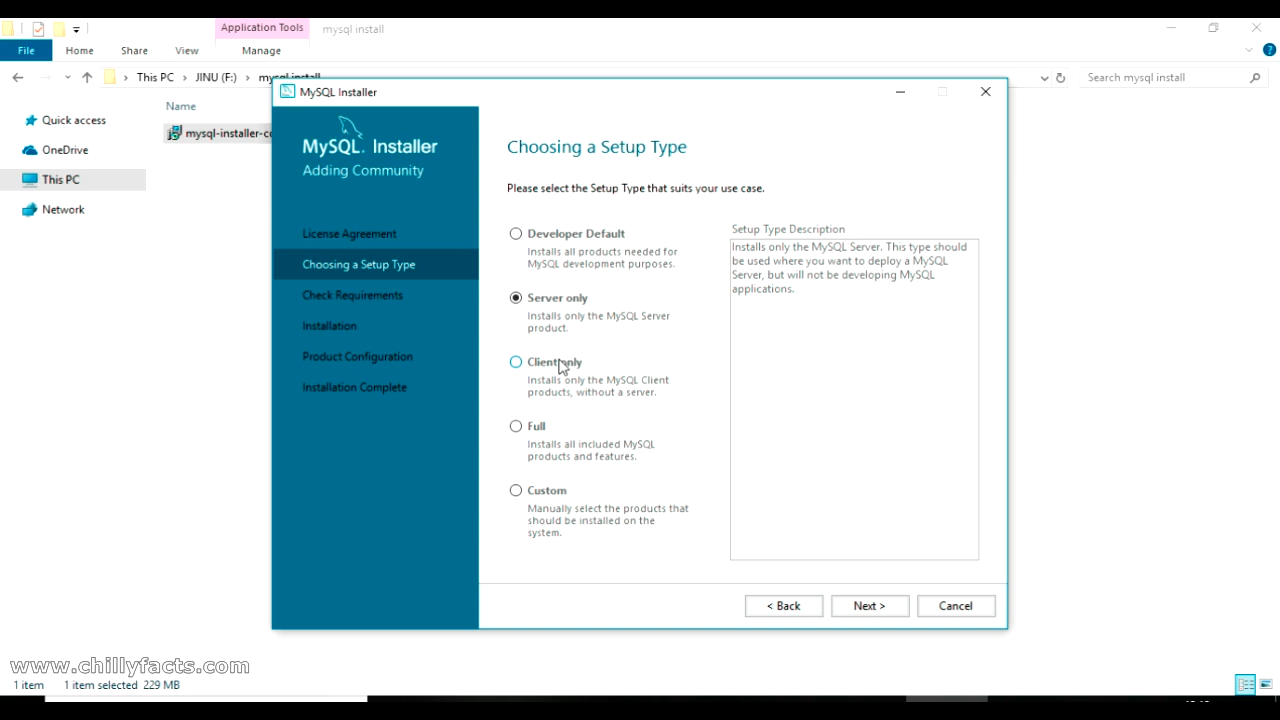 Application Tools
mysql install
File
Home
Share
View
Manage
This PC
JINU (F:)
mysql install
Search mysql install
Quick access
OneDrive
This PC
Network
Name
mysql-installer-co
MySQL Installer
MySQL. Installer
Adding Community
License Agreement
Choosing a Setup Type
Check Requirements
Installation
Product Configuration
Installation Complete
Choosing a Setup Type
Please select the Setup Type that suits your use case.
Developer Default
Installs all products needed for
MySQL development purposes.
Server only
Installs only the MySQL Server
product.
Client only
Installs only the MySQL Client
products, without a server.
Full
Installs all included MySQL
products and features.
Custom
Manually select the products that
should be installed on the
system.
Setup Type Description
Installs only the MySQL Server. This type should
be used where you want to deploy a MySQL
Server, but will not be developing MySQL
applications.
< Back
Next >
Cancel
www.chillyfacts.com
1 item
1 item selected 229 MB